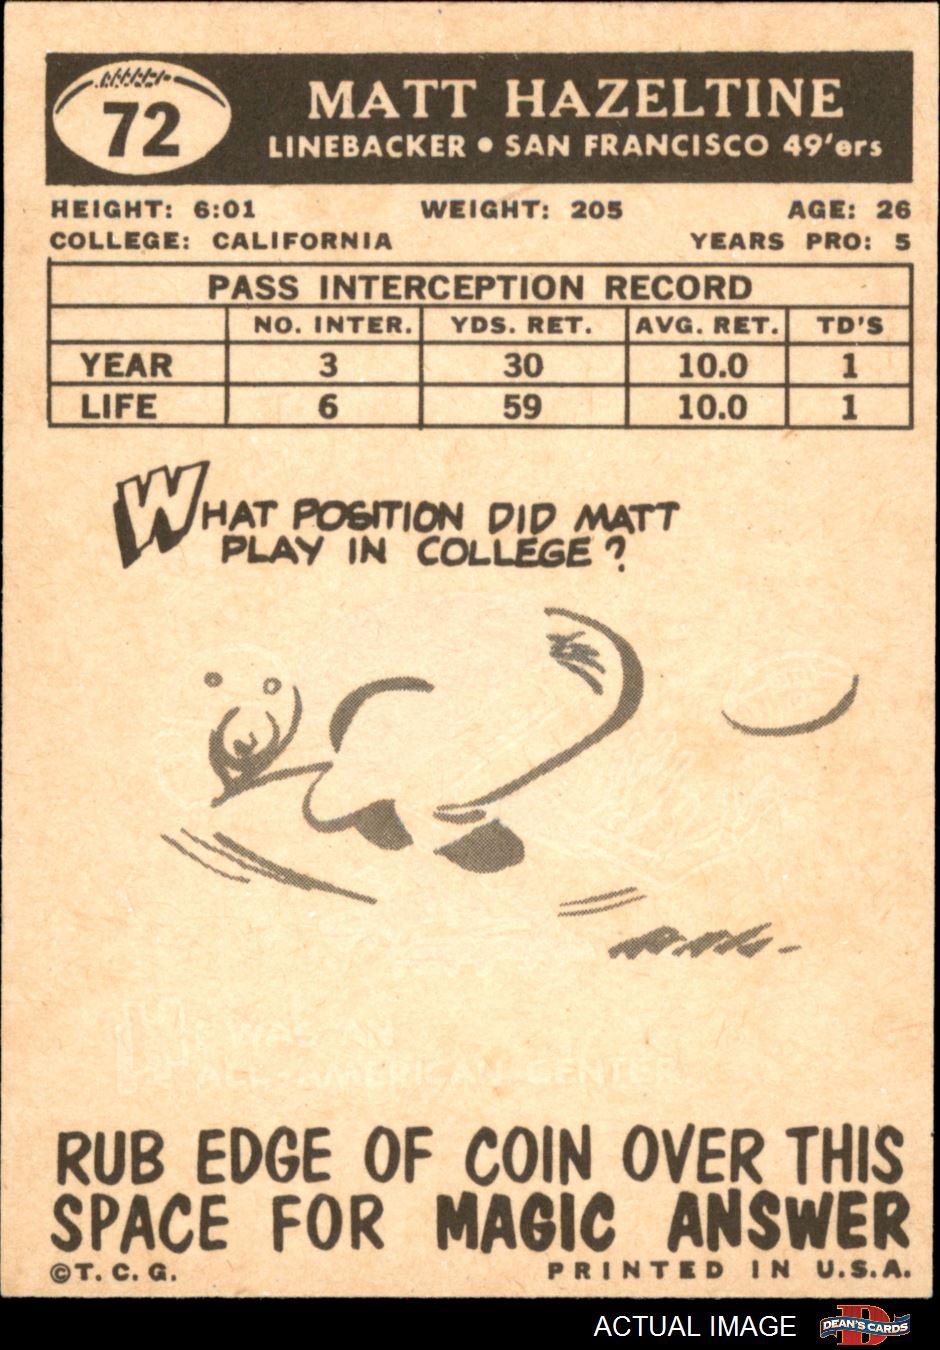 72
MATT HAZELTINE
LINEBACKER • SAN FRANCISCO 49'ers
HEIGHT: 6:01 WEIGHT: 205 AGE: 26
COLLEGE: CALIFORNIA YEARS PRO: 5
PASS INTERCEPTION RECORD
NO. INTER. YDS. RET. AVG. RET. TD'S
YEAR 3 30 10.0 1
LIFE 6 59 10.0 1
WHAT POSITION DID MATT
PLAY IN COLLEGE?
HE WAS AN
ALL-AMERICAN CENTER
RUB EDGE OF COIN OVER THIS
SPACE FOR MAGIC ANSWER
©T. C. G. PRINTED IN U.S.A.
ACTUAL IMAGE
D
DEAN'S CARDS